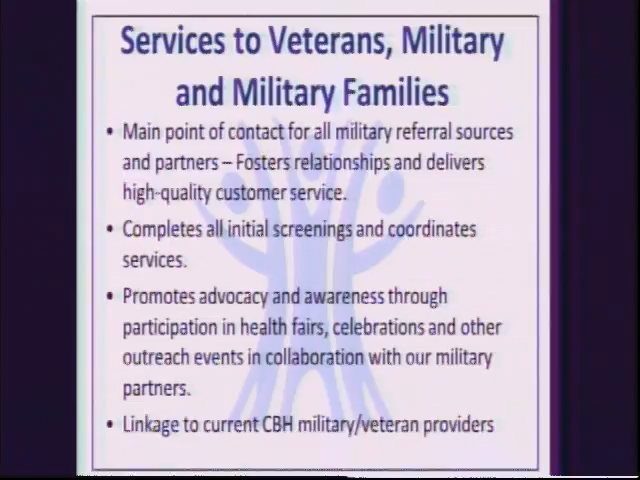 Services to Veterans, Military
and Military Families
• Main point of contact for all military referral sources
and partners – Fosters relationships and delivers
high-quality customer service.
• Completes all initial screenings and coordinates
services.
• Promotes advocacy and awareness through
participation in health fairs, celebrations and other
outreach events in collaboration with our military
partners.
• Linkage to current CBH military/veteran providers